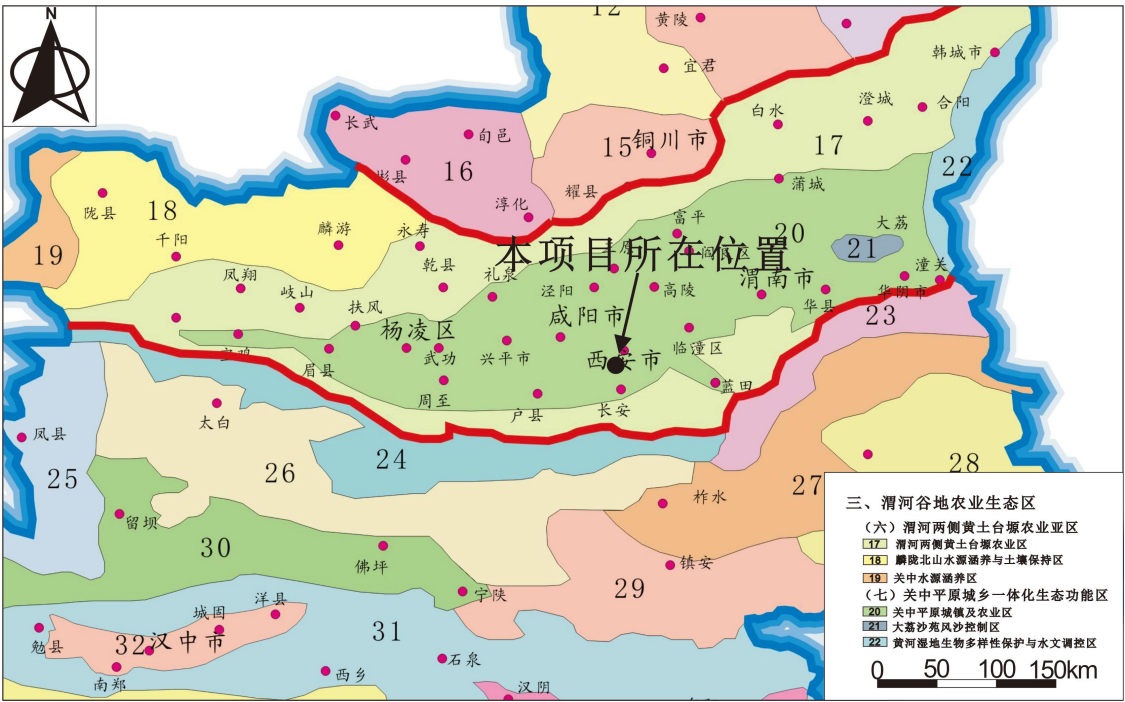 N
12
黄陵
宜君
韩城市
澄城
合阳
白水
长武
旬邑
15
铜川市
17
彬县
16
22
耀县
蒲城
陇县
18
淳化
富平
20
大荔
麟游
永寿
千阳
19
本项目所在位置
21
潼关
乾县
礼泉
凤翔
泾阳
高陵
渭南市
华阴市
岐山
扶风
咸阳市
华县
23
杨凌区
武功
兴平市
西安市
临潼区
眉县
周至
蓝田
太白
户县
长安
凤县
24
25
26
27
28
柞水
留坝
30
佛坪
镇安
29
宁陕
洋县
城固
勉县
32
汉中市
31
石泉
南郑
西乡
汉阴
三、渭河谷地农业生态区
（六）渭河两侧黄土台塬农业亚区
17 渭河两侧黄土台塬农业区
18 麟陇北山水源涵养与土壤保持区
19 关中水源涵养区
（七）关中平原城乡一体化生态功能区
20 关中平原城镇及农业区
21 大荔沙苑风沙控制区
22 黄河湿地生物多样性保护与水文调控区
0 50 100 150km